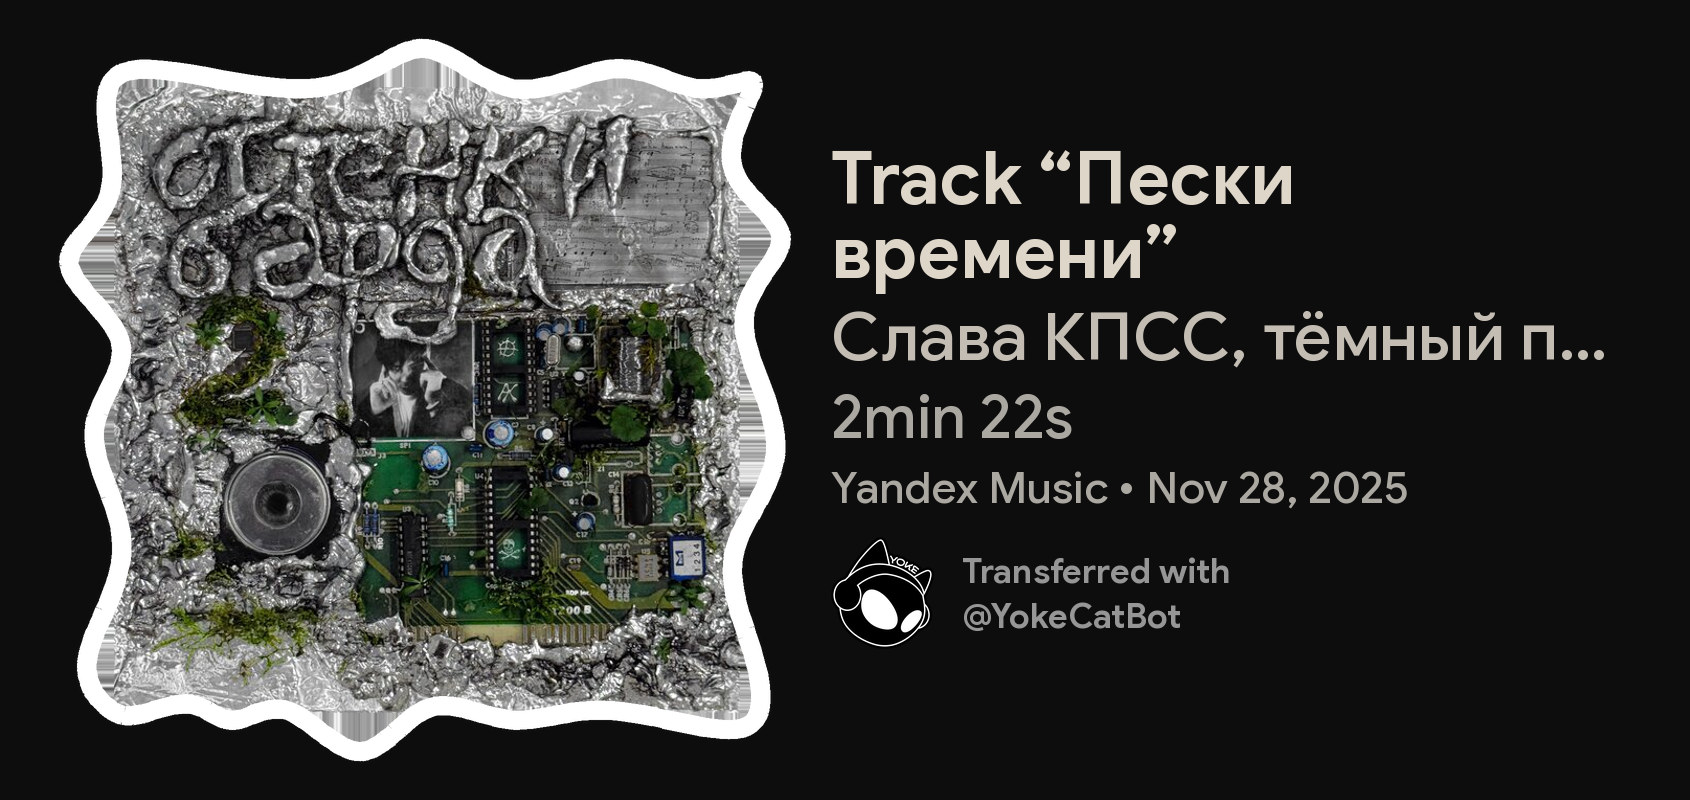 оттенки
барда
2
Track “Пески
времени”
Слава КПСС, тёмный п...
2min 22s
Yandex Music • Nov 28, 2025
YOKE
Transferred with
@YokeCatBot